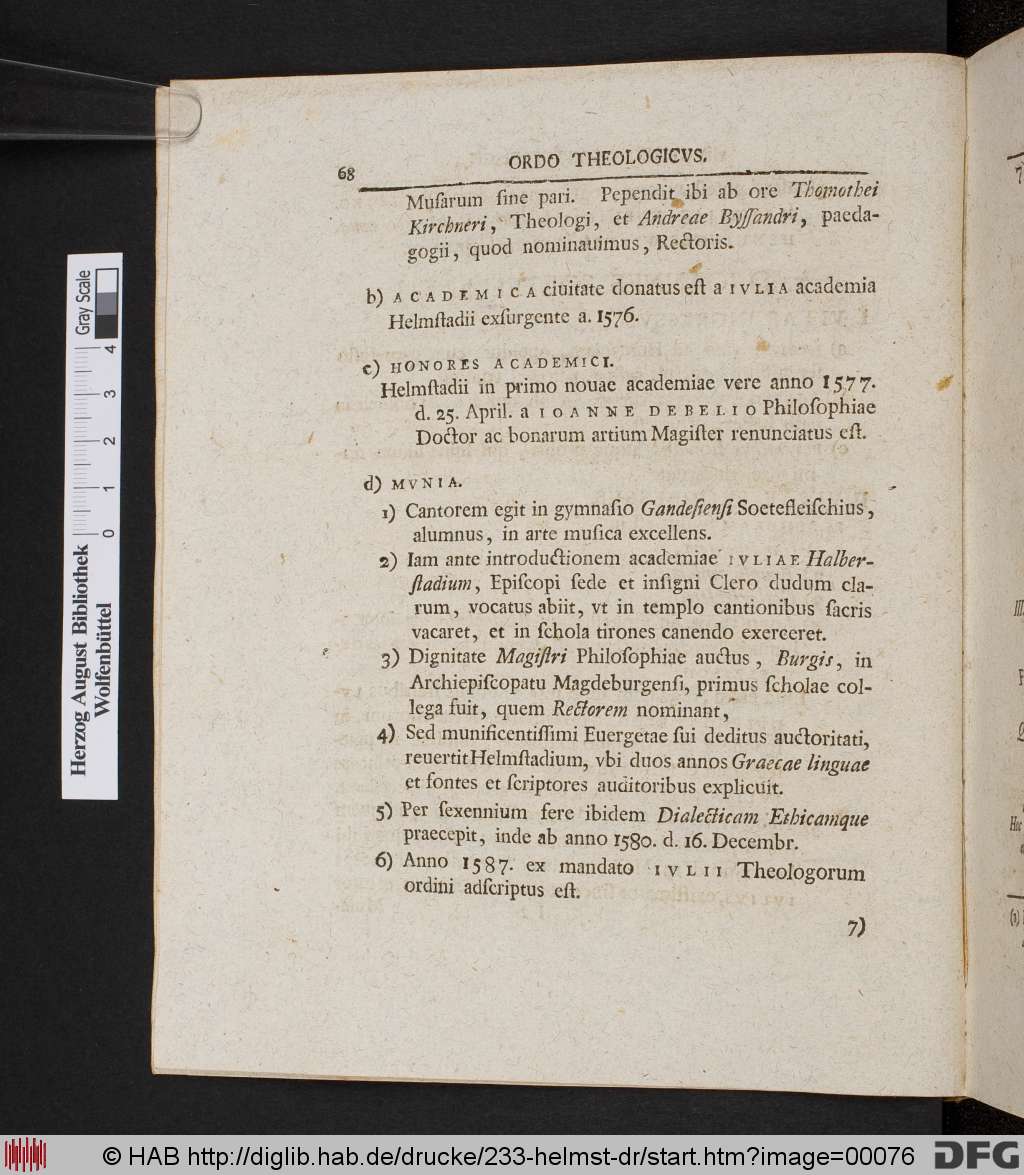 68
ORDO THEOLOGICVS.
Muſarum ſine pari. Pependit ibi ab ore Thomothei
Kirchneri, Theologi, et Andreae Byſſandri, paeda-
gogii, quod nominauimus, Rectoris.
b) ACADEMICA ciuitate donatus eſt a IVLIA academia
Helmſtadii exſurgente a. 1576.
c) HONORES ACADEMICI.
Helmſtadii in primo nouae academiae vere anno 1577.
d. 25. April. a IOANNE DEBELIO Philoſophiae
Doctor ac bonarum artium Magiſter renunciatus eſt.
d) MVNIA.
1) Cantorem egit in gymnaſio Gandeſienſi Soetefleiſchius,
alumnus, in arte muſica excellens.
2) Iam ante introductionem academiae IVLIAE Halber-
ſtadium, Epiſcopi ſede et inſigni Clero dudum cla-
rum, vocatus abiit, vt in templo cantionibus ſacris
vacaret, et in ſchola tirones canendo exerceret.
3) Dignitate Magiſtri Philoſophiae auctus, Burgis, in
Archiepiſcopatu Magdeburgenſi, primus ſcholae col-
lega fuit, quem Rectorem nominant,
4) Sed munificentiſſimi Euergetae ſui deditus auctoritati,
reuertit Helmſtadium, vbi duos annos Graecae linguae
et fontes et ſcriptores auditoribus explicuit.
5) Per ſexennium fere ibidem Dialecticam Ethicamque
praecepit, inde ab anno 1580. d. 16. Decembr.
6) Anno 1587. ex mandato IVLII Theologorum
ordini adſcriptus eſt.
7)
Herzog August Bibliothek
Wolfenbüttel
0 1 2 3 4
Gray Scale
© HAB http://diglib.hab.de/drucke/233-helmst-dr/start.htm?image=00076
DFG